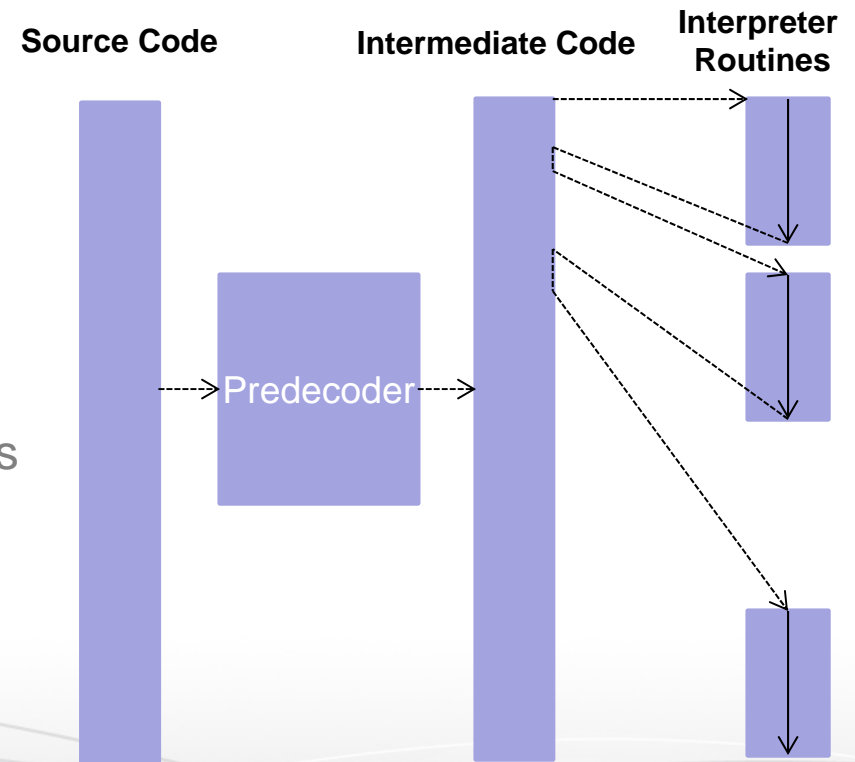 Source Code
Intermediate Code
Interpreter
Routines
Predecoder
s